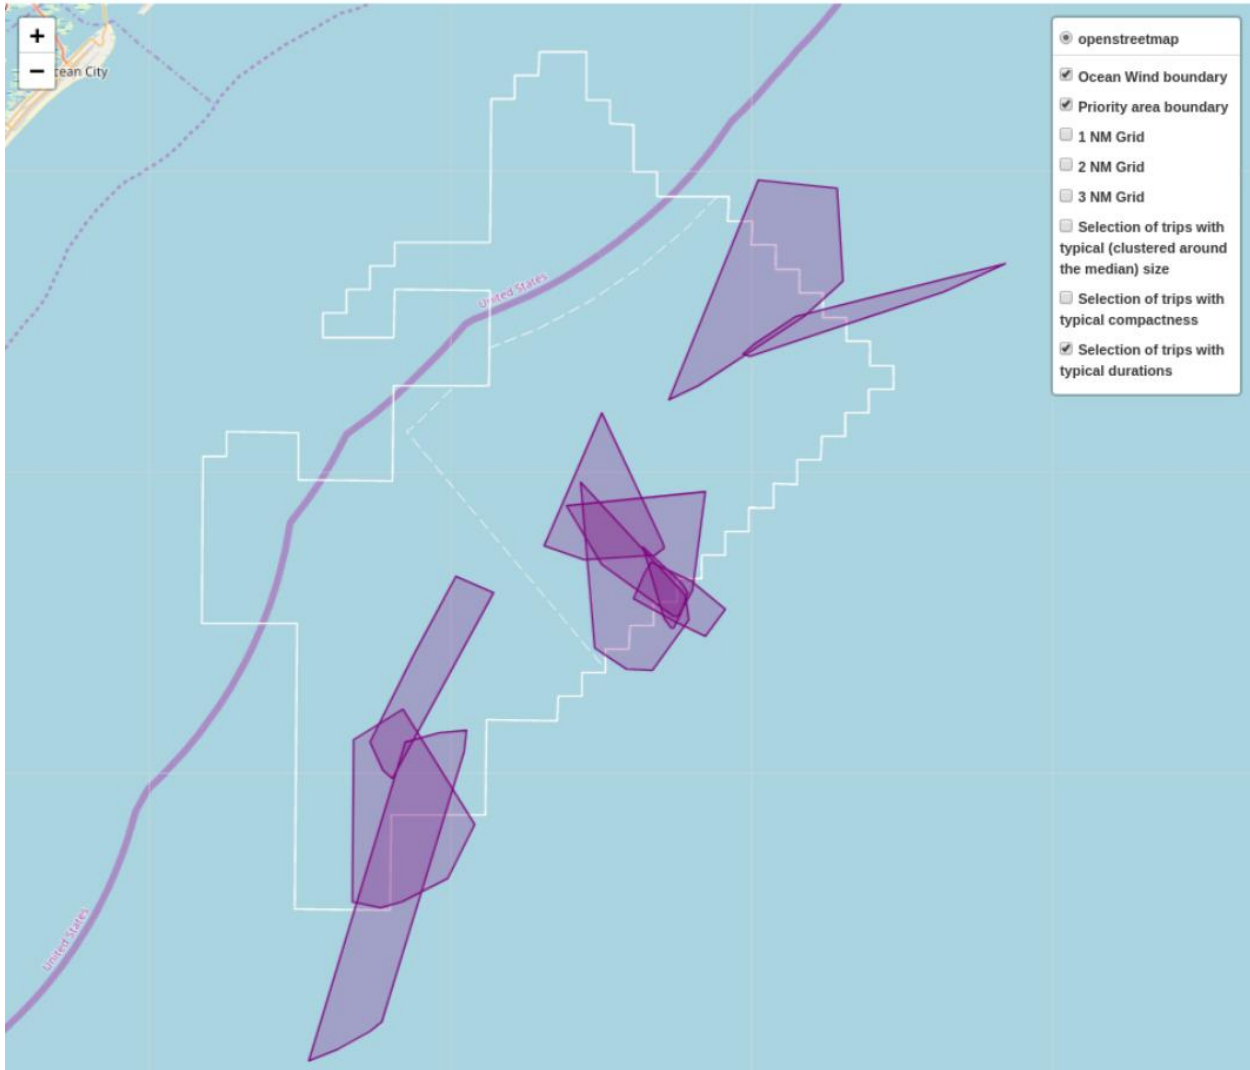 +
−
cean City
openstreetmap
Ocean Wind boundary
Priority area boundary
1 NM Grid
2 NM Grid
3 NM Grid
Selection of trips with
typical (clustered around
the median) size
Selection of trips with
typical compactness
Selection of trips with
typical durations
United States
United States